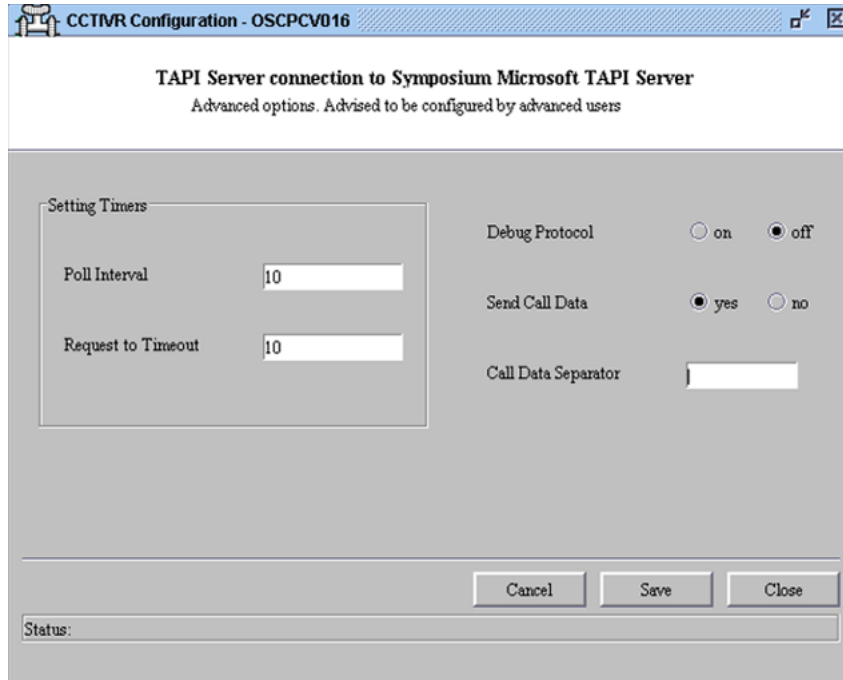 CCTIVR Configuration - OSCPCV016
TAPI Server connection to Symposium Microsoft TAPI Server
Advanced options. Advised to be configured by advanced users
Setting Timers
Poll Interval
10
Request to Timeout
10
Debug Protocol on off
Send Call Data yes no
Call Data Separator
|
Cancel Save Close
Status: